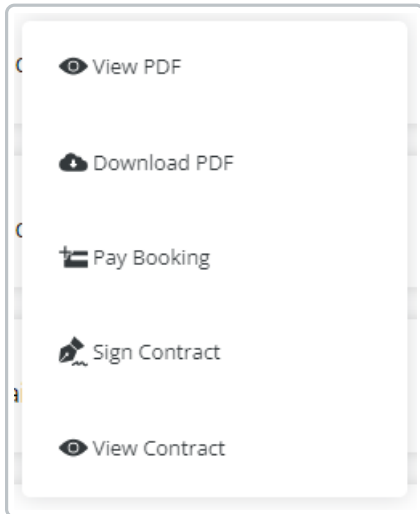 View PDF
Download PDF
Pay Booking
Sign Contract
View Contract